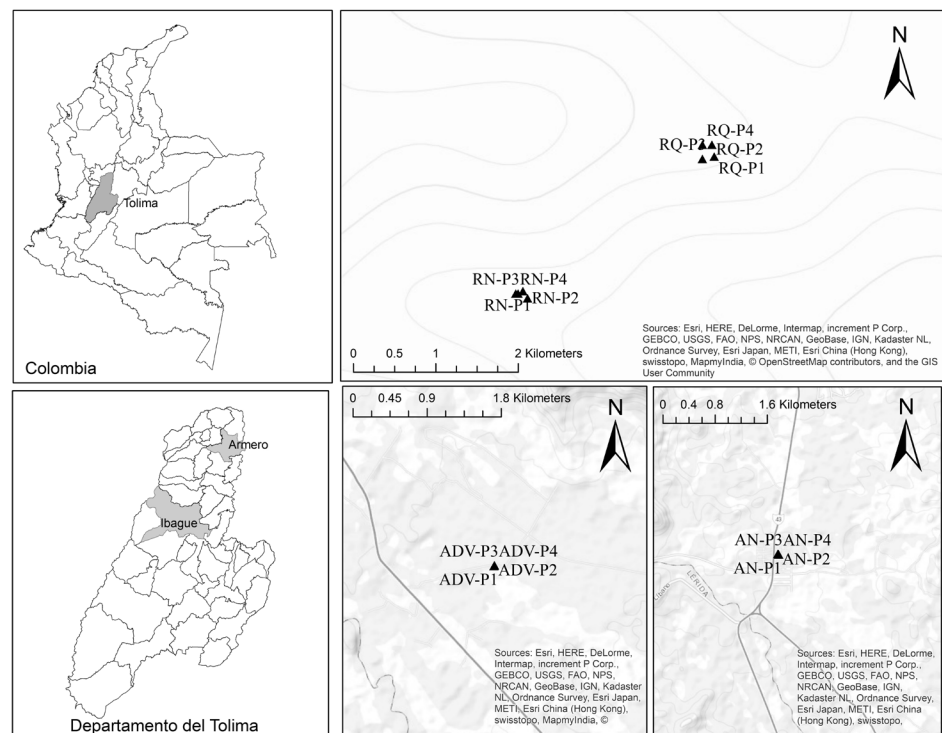 Tolima
Colombia
N
RQ-P4
RQ-P3
RQ-P2
RQ-P1
RN-P3RN-P4
RN-P2
RN-P1
0 0.5 1 2 Kilometers
Sources: Esri, HERE, DeLorme, Intermap, increment P Corp.,
GEBCO, USGS, FAO, NPS, NRCAN, GeoBase, IGN, Kadaster NL,
Ordnance Survey, Esri Japan, METI, Esri China (Hong Kong),
swisstopo, MapmyIndia, © OpenStreetMap contributors, and the GIS
User Community
Armero
Ibague
Departamento del Tolima
0 0.45 0.9 1.8 Kilometers
N
ADV-P3ADV-P4
ADV-P2
ADV-P1
Sources: Esri, HERE, DeLorme,
Intermap, increment P Corp.,
GEBCO, USGS, FAO, NPS,
NRCAN, GeoBase, IGN, Kadaster
NL, Ordnance Survey, Esri Japan,
METI, Esri China (Hong Kong),
swisstopo, MapmyIndia, ©
0 0.4 0.8 1.6 Kilometers
N
AN-P3AN-P4
AN-P2
AN-P1
LÉRIDA
Sources: Esri, HERE, DeLorme,
Intermap, increment P Corp.,
GEBCO, USGS, FAO, NPS,
NRCAN, GeoBase, IGN, Kadaster
NL, Ordnance Survey, Esri Japan,
METI, Esri China
(Hong Kong), swisstopo,